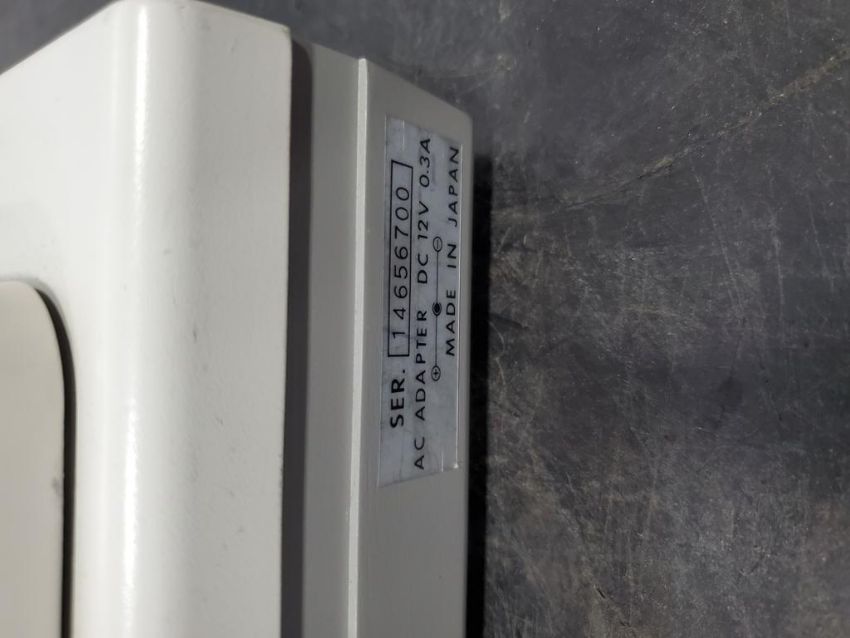 SER. 14656700
AC ADAPTER DC 12V 0.3A
MADE IN JAPAN